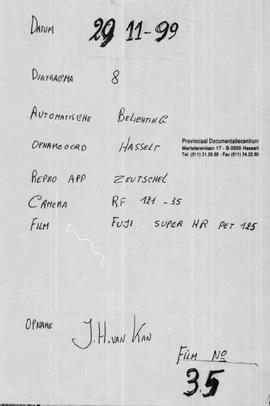 DATUM 29 11-99
DIAFRAGMA 8
AUTOMATISCHE BELICHTING
OPNAMEOORD HASSELT
Provinciaal Documentatiecentrum
Martelarenlaan 17 - B-3500 Hasselt
Tel. (011) 21.28.92 - Fax (011) 24.22.60
REPRO APP ZEUTSCHEL
CAMERA RF 121-35
FILM FUJI SUPER HR PET 125
OPNAME J.H. VAN KAN
FILM NO
35